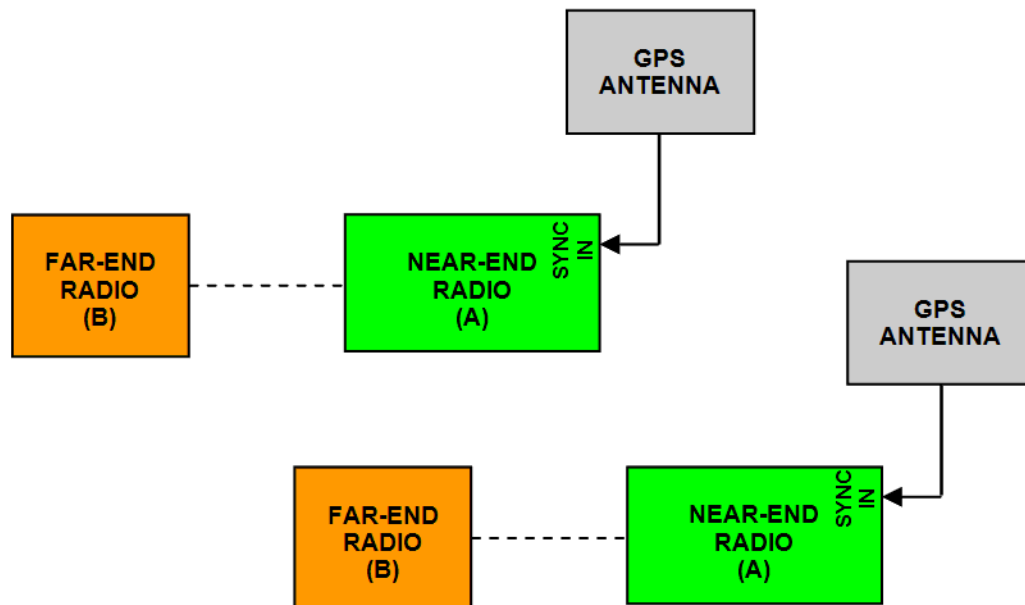 GPS
ANTENNA
FAR-END
RADIO
(B)
NEAR-END
RADIO
(A)
SYNC
IN
GPS
ANTENNA
FAR-END
RADIO
(B)
NEAR-END
RADIO
(A)
SYNC
IN